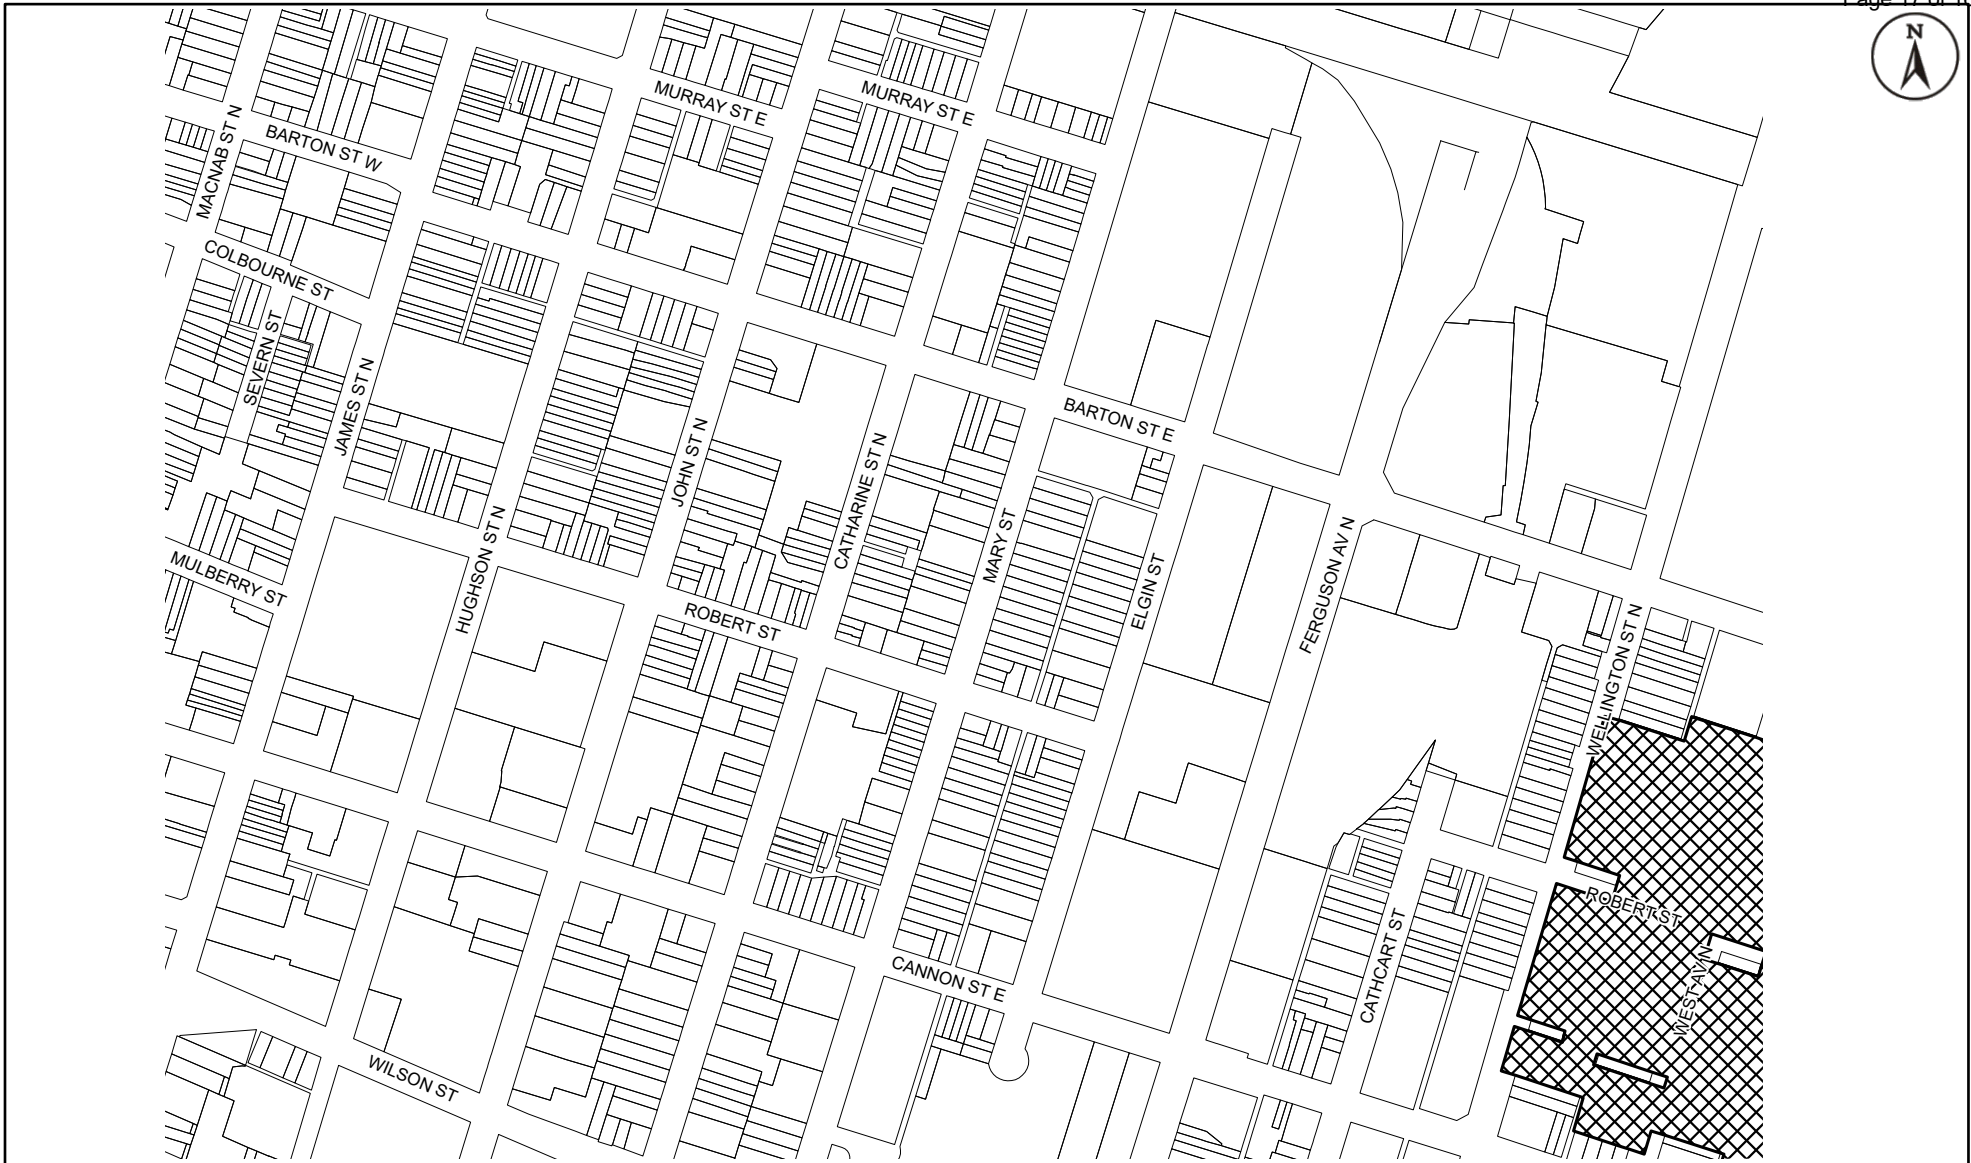 N
MURRAY ST E
MURRAY ST E
BARTON ST W
MACNAB ST N
COLBOURNE ST
SEVERN ST
JAMES ST N
BARTON ST E
JOHN ST N
CATHARINE ST N
MARY ST
HUGHSON ST N
ELGIN ST
FERGUSON AV N
MULBERRY ST
ROBERT ST
WELLINGTON ST N
ROBERT ST
CATHCART ST
WEST AV N
CANNON ST E
WILSON ST